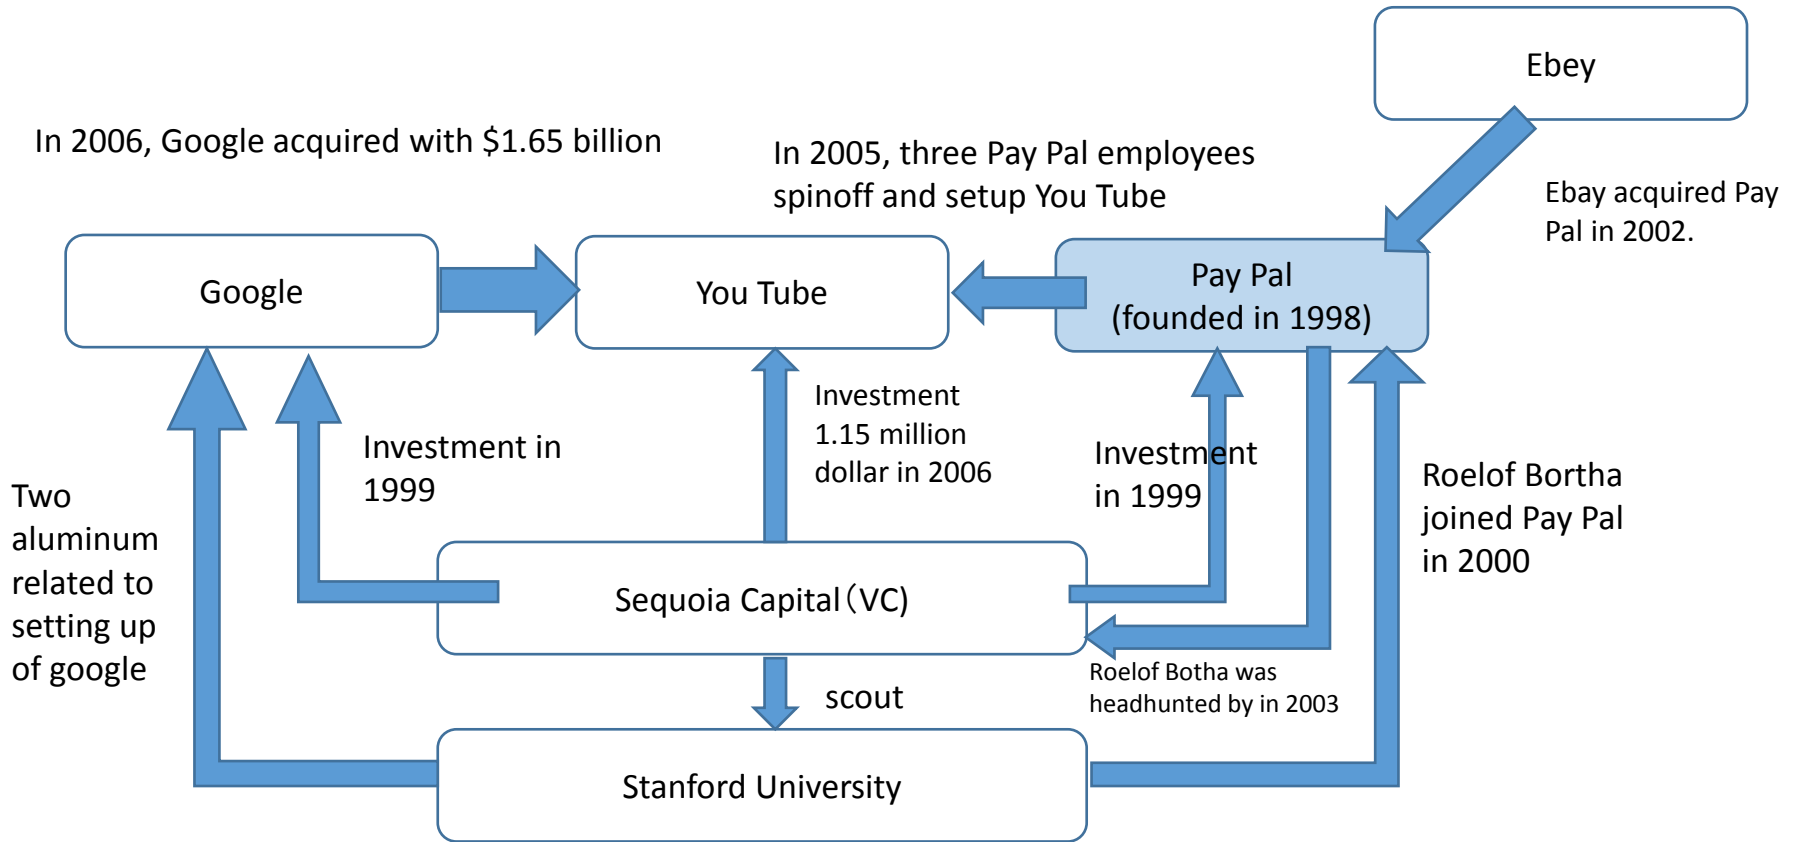 Ebey
In 2006, Google acquired with $1.65 billion
In 2005, three Pay Pal employees
spinoff and setup You Tube
Ebay acquired Pay
Pal in 2002.
Google
You Tube
Pay Pal
(founded in 1998)
Investment
1.15 million
dollar in 2006
Investment in
1999
Investment
in 1999
Roelof Bortha
joined Pay Pal
in 2000
Two
aluminum
related to
setting up
of google
Sequoia Capital（VC)
Roelof Botha was
headhunted by in 2003
scout
Stanford University